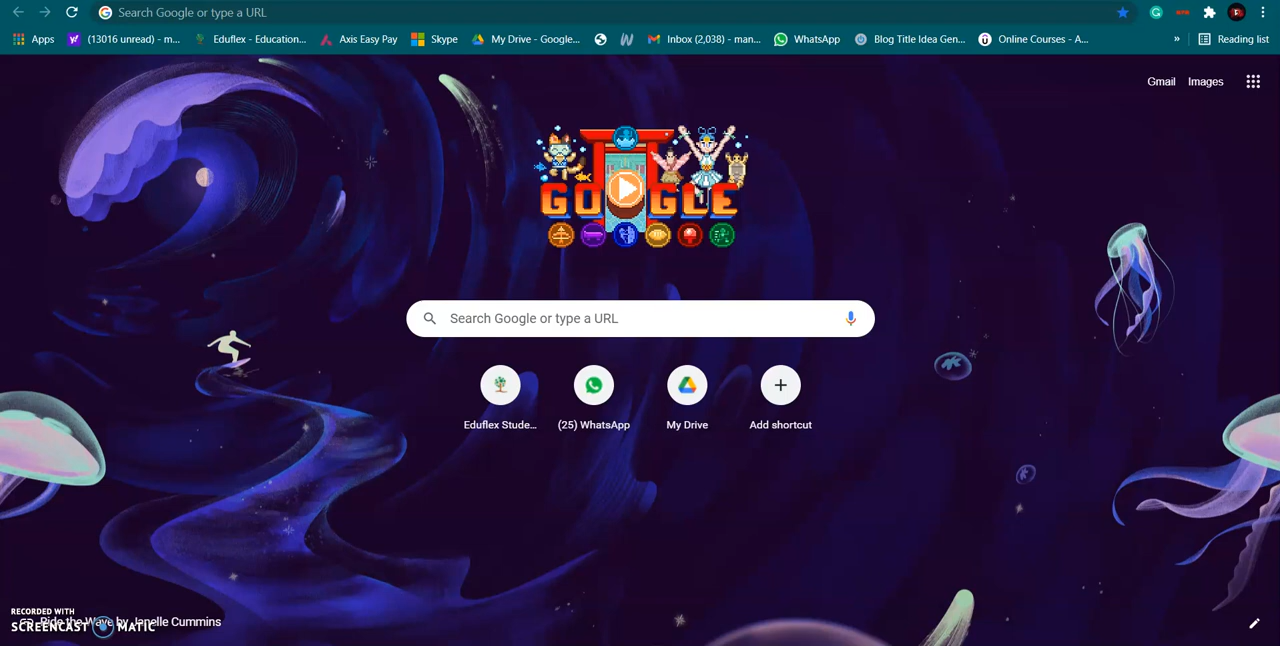 Search Google or type a URL
Apps
(13016 unread) - m...
Eduflex - Education...
Axis Easy Pay
Skype
My Drive - Google...
Inbox (2,038) - man...
WhatsApp
Blog Title Idea Gen...
Online Courses - A...
»
Reading list
Gmail
Images
GOOGLE
Search Google or type a URL
Eduflex Stude...
(25) WhatsApp
My Drive
Add shortcut
RECORDED WITH
Ride the Wave by Janelle Cummins
SCREENCAST MATIC